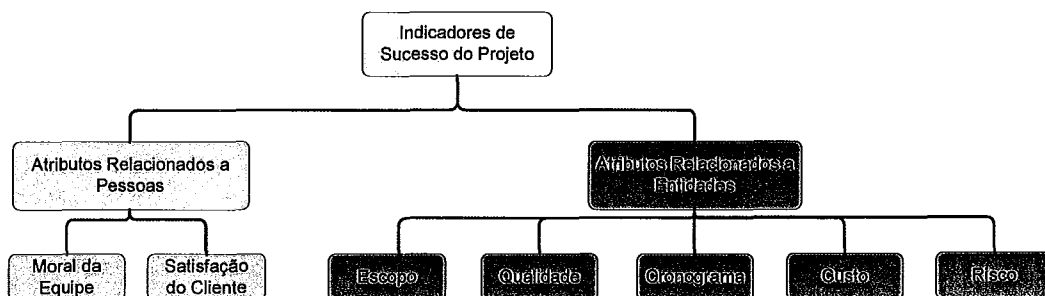 Indicadores de
Sucesso do Projeto
Atributos Relacionados a
Pessoas
Atributos Relacionados a
Entidades
Moral da
Equipe
Satisfação
do Cliente
Escopo
Qualidade
Cronograma
Custo
Risco